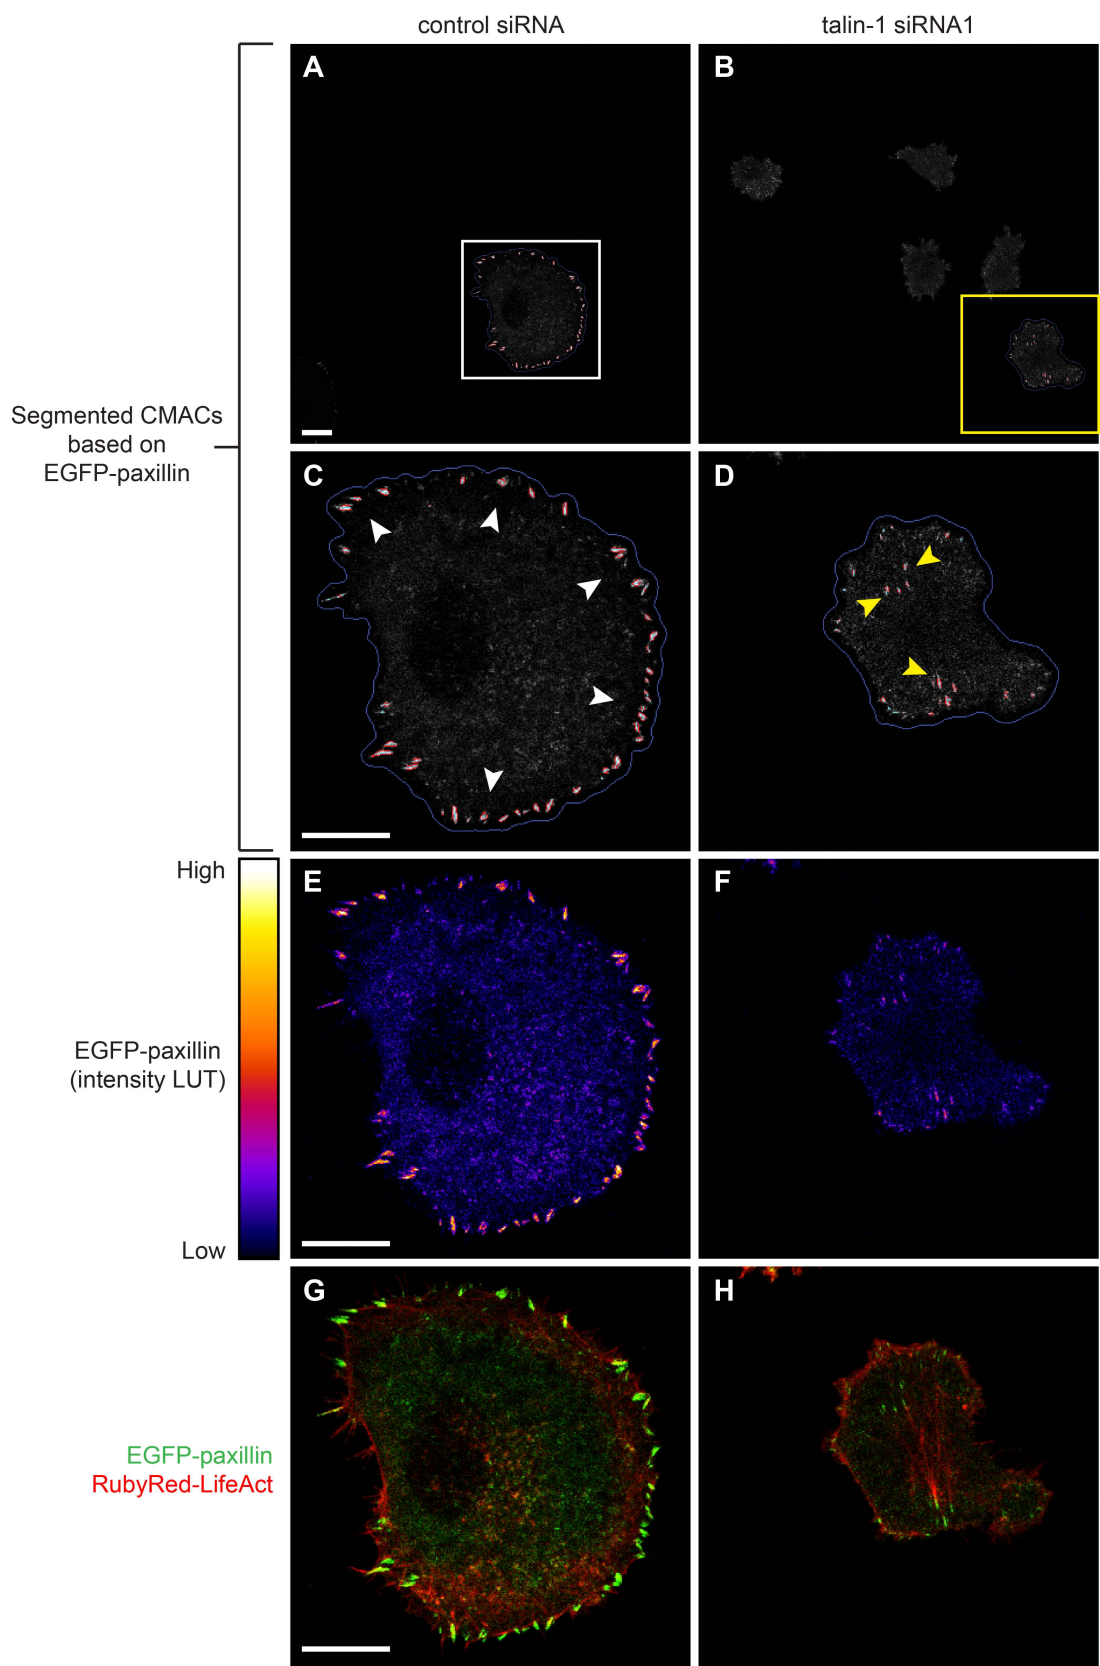 control siRNA
talin-1 siRNA1
A
B
Segmented CMACs
based on
EGFP-paxillin
C
D
High
E
F
EGFP-paxillin
(intensity LUT)
Low
G
H
EGFP-paxillin
RubyRed-LifeAct